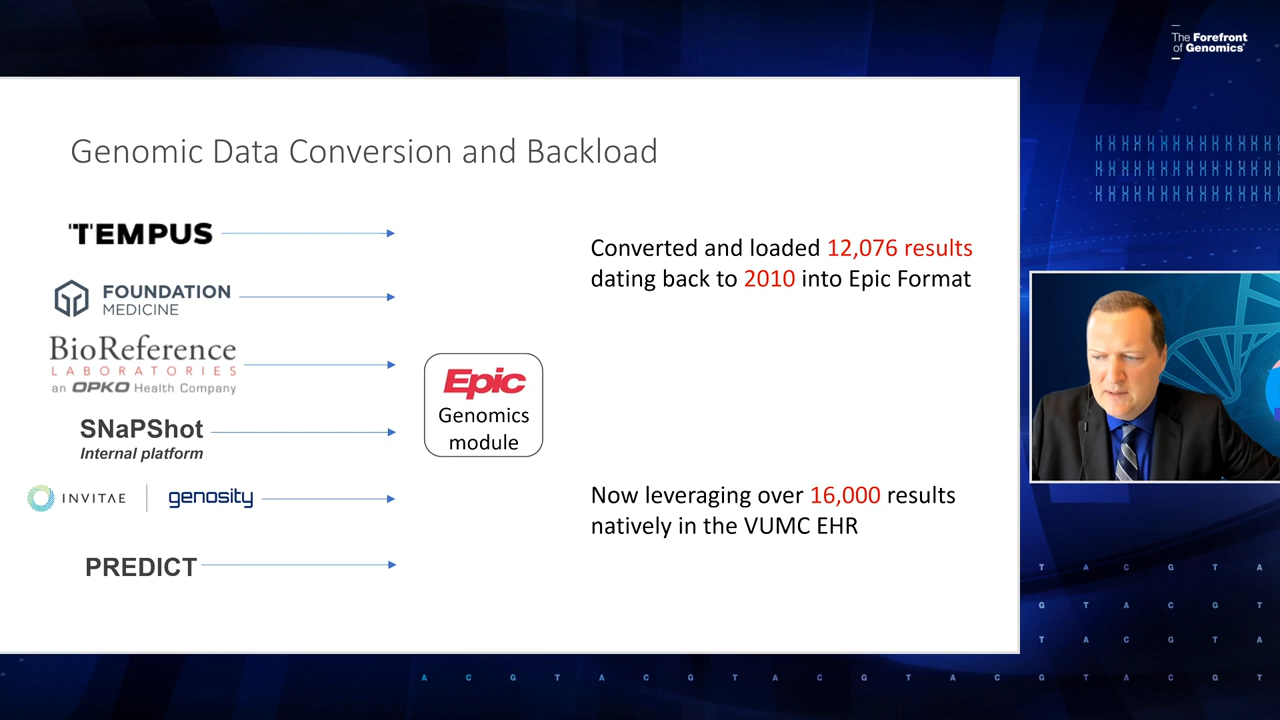 The Forefront
of Genomics
Genomic Data Conversion and Backload
TEMPUS
FOUNDATION
MEDICINE
BioReference
LABORATORIES
an OPKO Health Company
SNaPShot
Internal platform
INVITAE | genosity
PREDICT
Epic
Genomics
module
Converted and loaded 12,076 results
dating back to 2010 into Epic Format
Now leveraging over 16,000 results
natively in the VUMC EHR
T A C G T A
G T A C G T
T A C G T A
A C G T A C G T A C G T A C G T A C G T